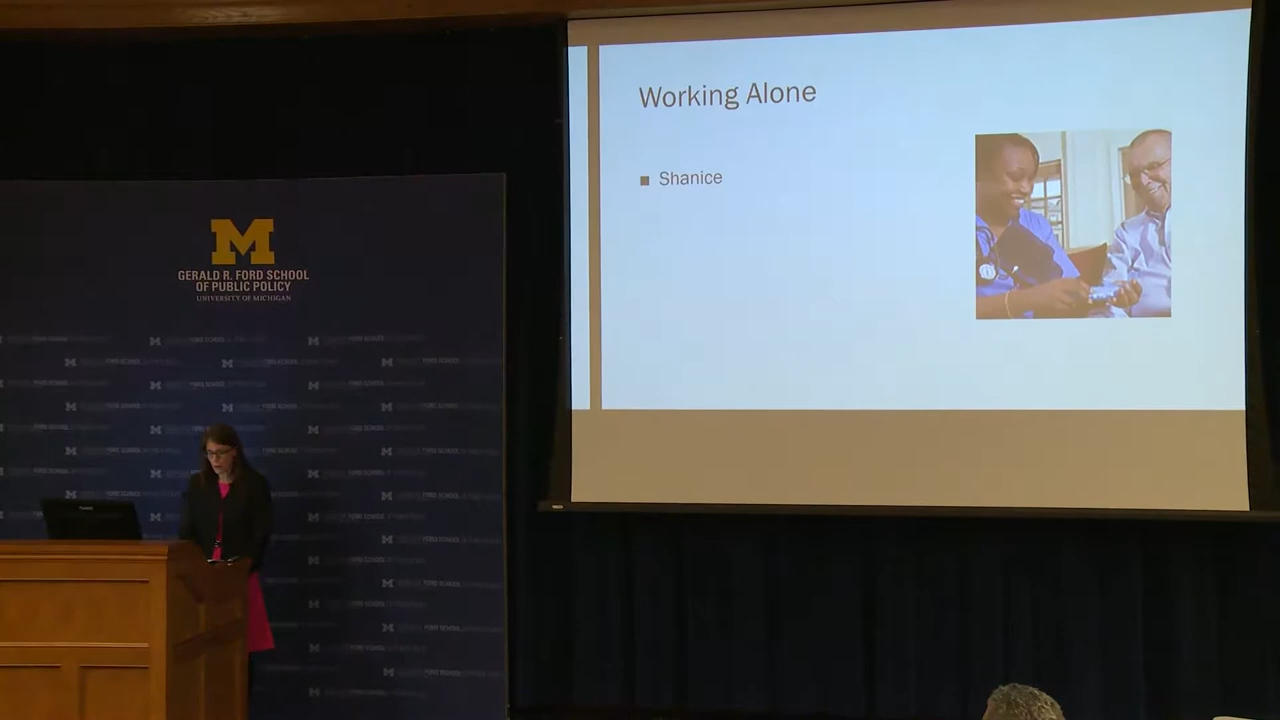 Working Alone
■ Shanice
M
GERALD R. FORD SCHOOL
OF PUBLIC POLICY
UNIVERSITY OF MICHIGAN